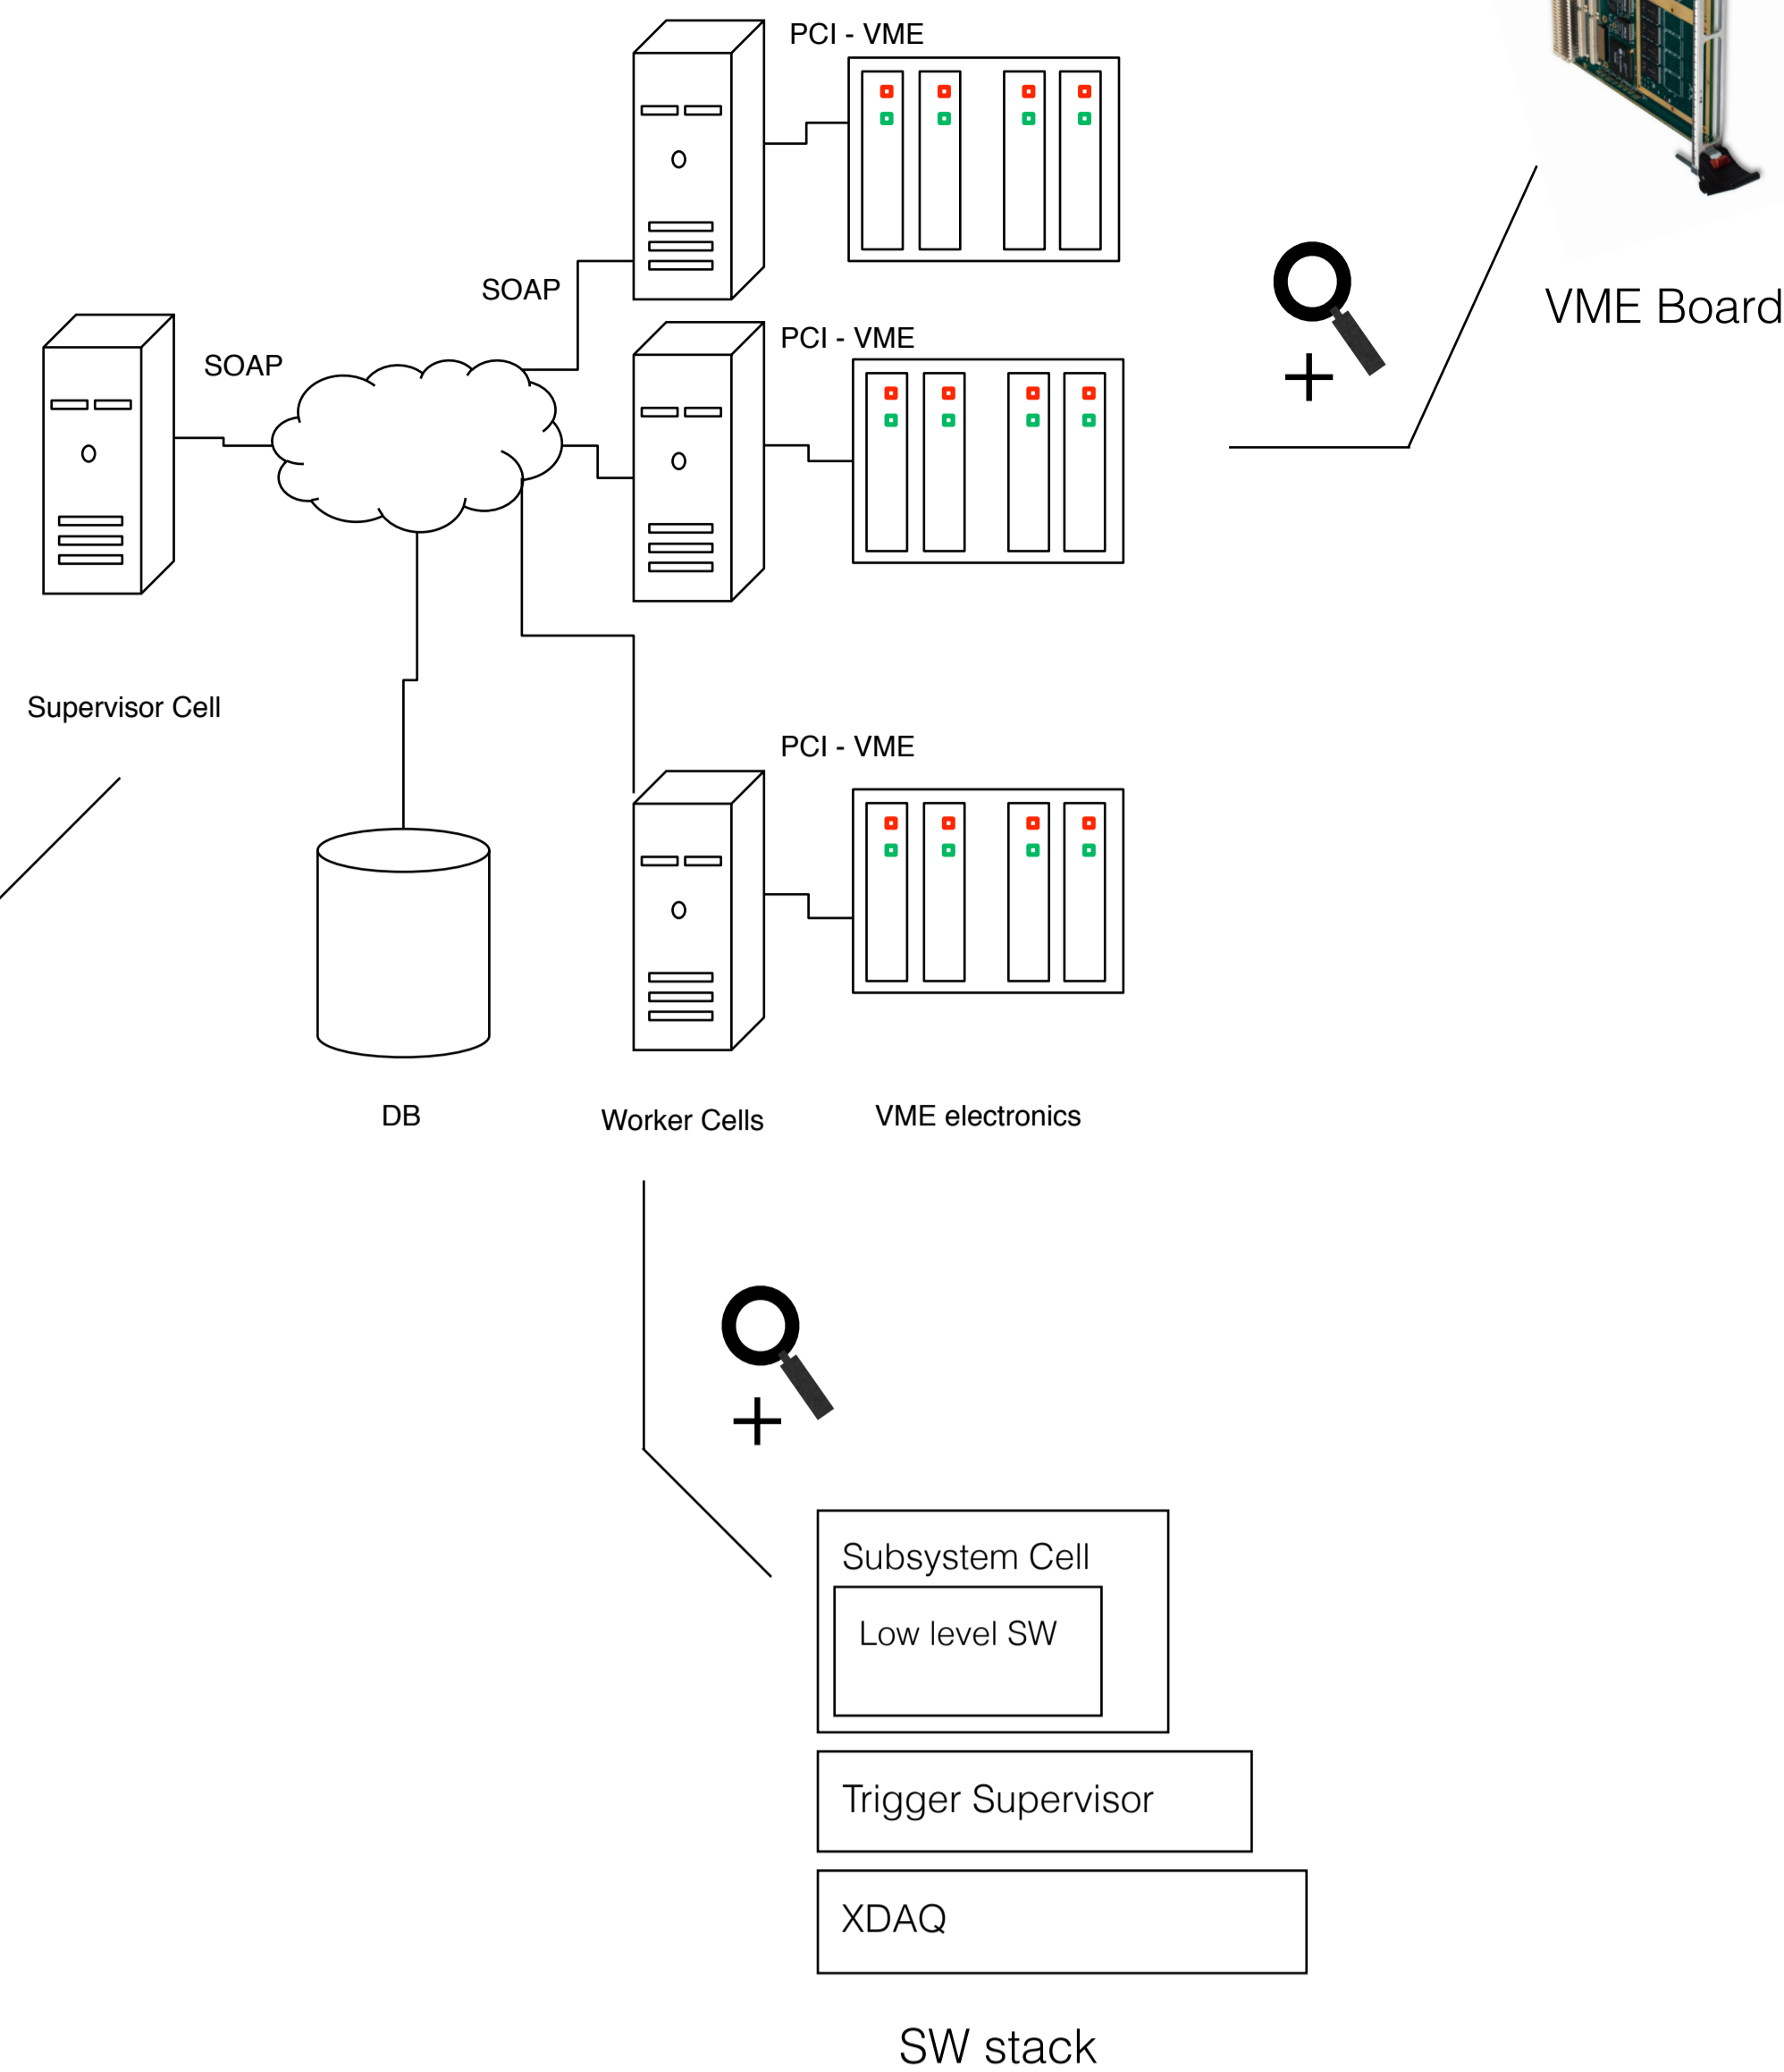 PCI - VME
SOAP
VME Board
PCI - VME
SOAP
Supervisor Cell
PCI - VME
DB
Worker Cells
VME electronics
Subsystem Cell
Low level SW
Trigger Supervisor
XDAQ
SW stack